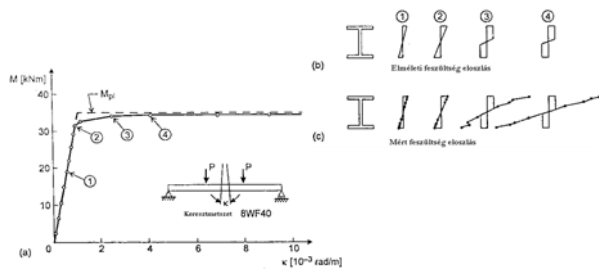 M [kNm]
40
30
20
10
0
Mpl
①
②
③
④
P
P
κ
Keresztmetszet 8WF40
(a)
0 2 4 6 8 10
κ [10⁻³ rad/m]
① ② ③ ④
(b)
Elméleti feszültség eloszlás
(c)
Mért feszültség eloszlás